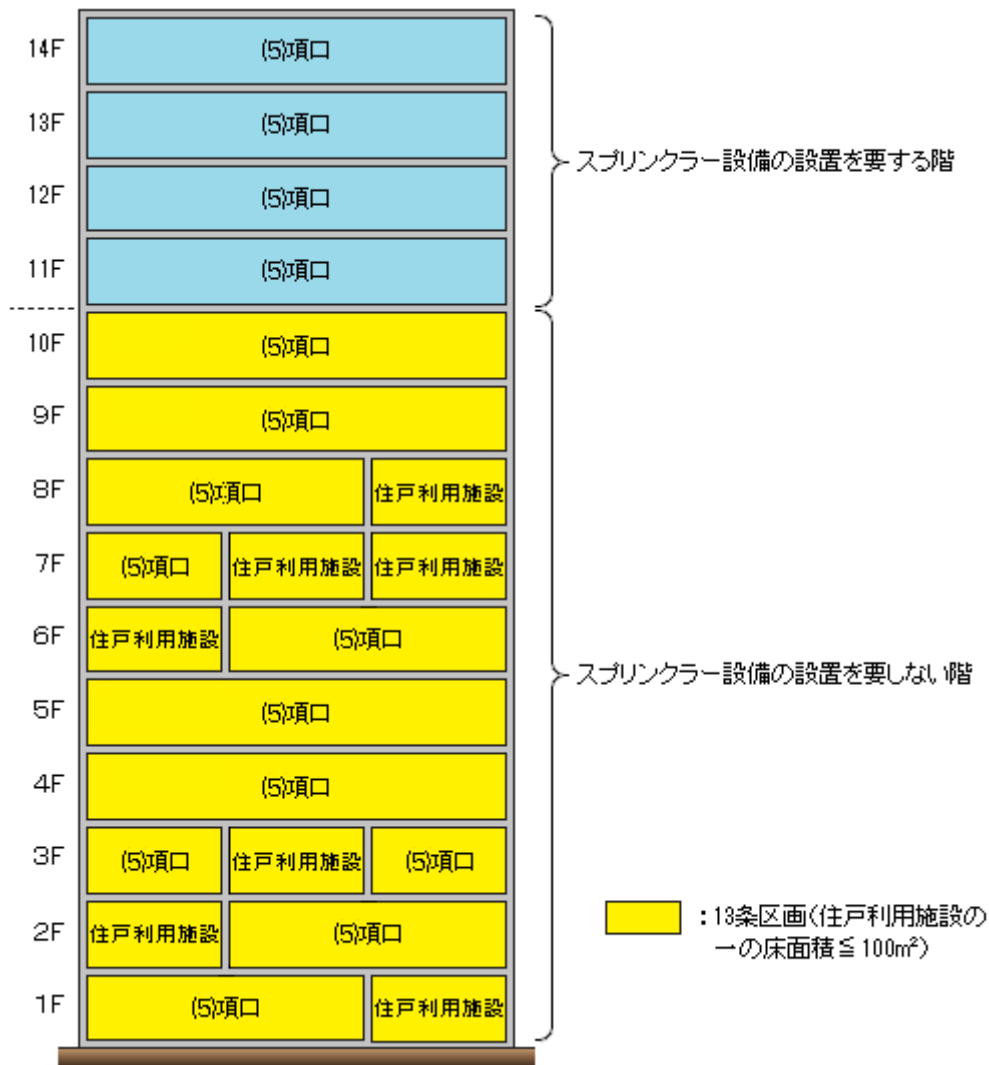 14F (5)項ロ
13F (5)項ロ
スプリンクラー設備の設置を要する階
12F (5)項ロ
11F (5)項ロ
10F (5)項ロ
9F (5)項ロ
8F (5)項ロ 住戸利用施設
7F (5)項ロ 住戸利用施設 住戸利用施設
6F 住戸利用施設 (5)項ロ
スプリンクラー設備の設置を要しない階
5F (5)項ロ
4F (5)項ロ
3F (5)項ロ 住戸利用施設 (5)項ロ
2F 住戸利用施設 (5)項ロ
1F (5)項ロ 住戸利用施設
:13条区画(住戸利用施設の
一の床面積≦100㎡)